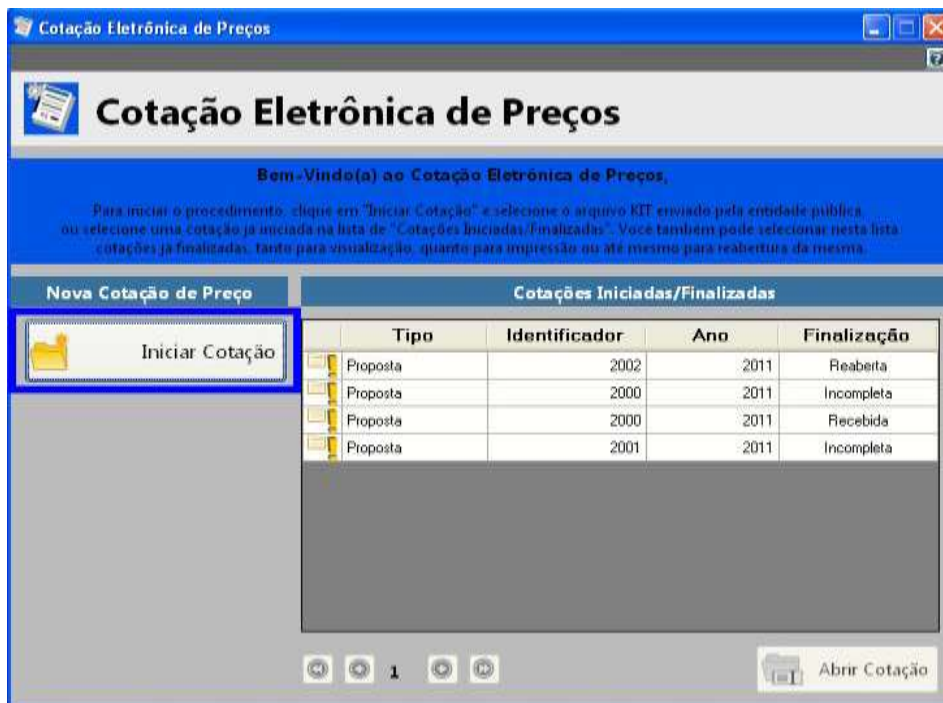 Cotação Eletrônica de Preços
Cotação Eletrônica de Preços
Bem-Vindo(a) ao Cotação Eletrônica de Preços,
Para iniciar o procedimento, clique em "Iniciar Cotação" e selecione o arquivo KIT enviado pela entidade pública,
ou selecione uma cotação já iniciada na lista de "Cotações Iniciadas/Finalizadas". Você também pode selecionar nesta lista
cotações já finalizadas, tanto para visualização, quanto para impressão ou até mesmo para reabertura da mesma.
Nova Cotação de Preço
Cotações Iniciadas/Finalizadas
Iniciar Cotação
Tipo Identificador Ano Finalização
Proposta 2002 2011 Reaberta
Proposta 2000 2011 Incompleta
Proposta 2000 2011 Recebida
Proposta 2001 2011 Incompleta
1
Abrir Cotação